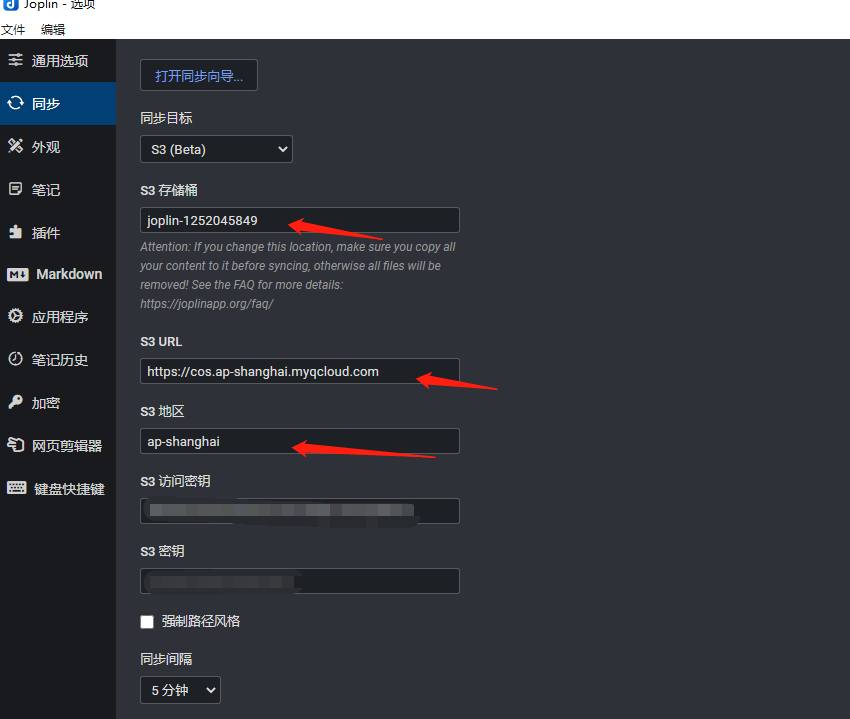 Joplin - 选项
文件 编辑
通用选项
同步
外观
笔记
插件
Markdown
应用程序
笔记历史
加密
网页剪辑器
键盘快捷键
打开同步向导...
同步目标
S3 (Beta)
S3 存储桶
joplin-1252045849
Attention: If you change this location, make sure you copy all
your content to it before syncing, otherwise all files will be
removed! See the FAQ for more details:
https://joplinapp.org/faq/
S3 URL
https://cos.ap-shanghai.myqcloud.com
S3 地区
ap-shanghai
S3 访问密钥
S3 密钥
强制路径风格
同步间隔
5 分钟